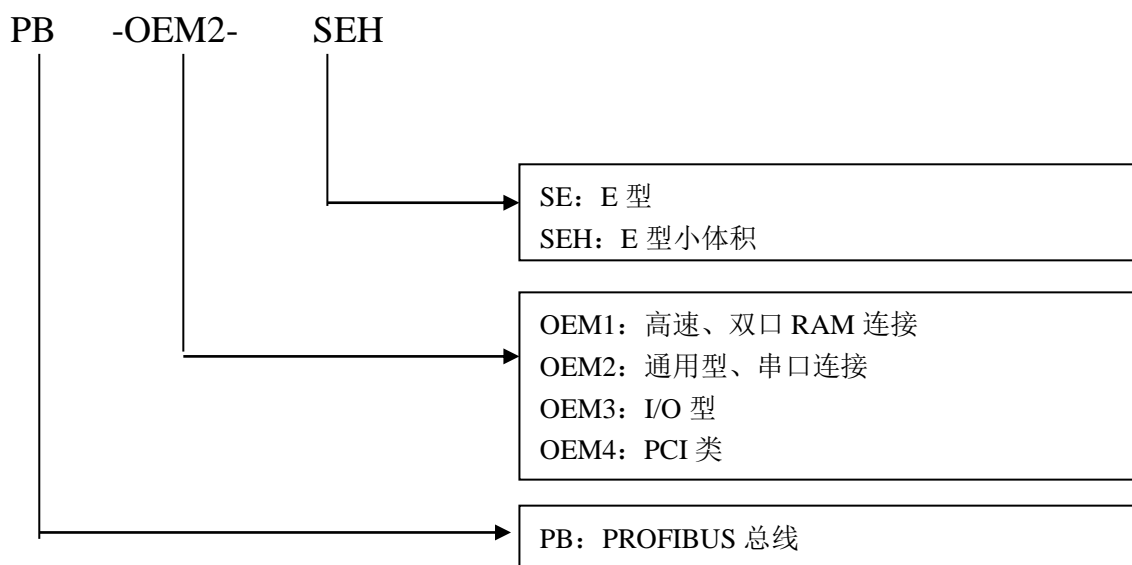 PB -OEM2- SEH
SE：E 型
SEH：E 型小体积
OEM1：高速、双口 RAM 连接
OEM2：通用型、串口连接
OEM3：I/O 型
OEM4：PCI 类
PB：PROFIBUS 总线